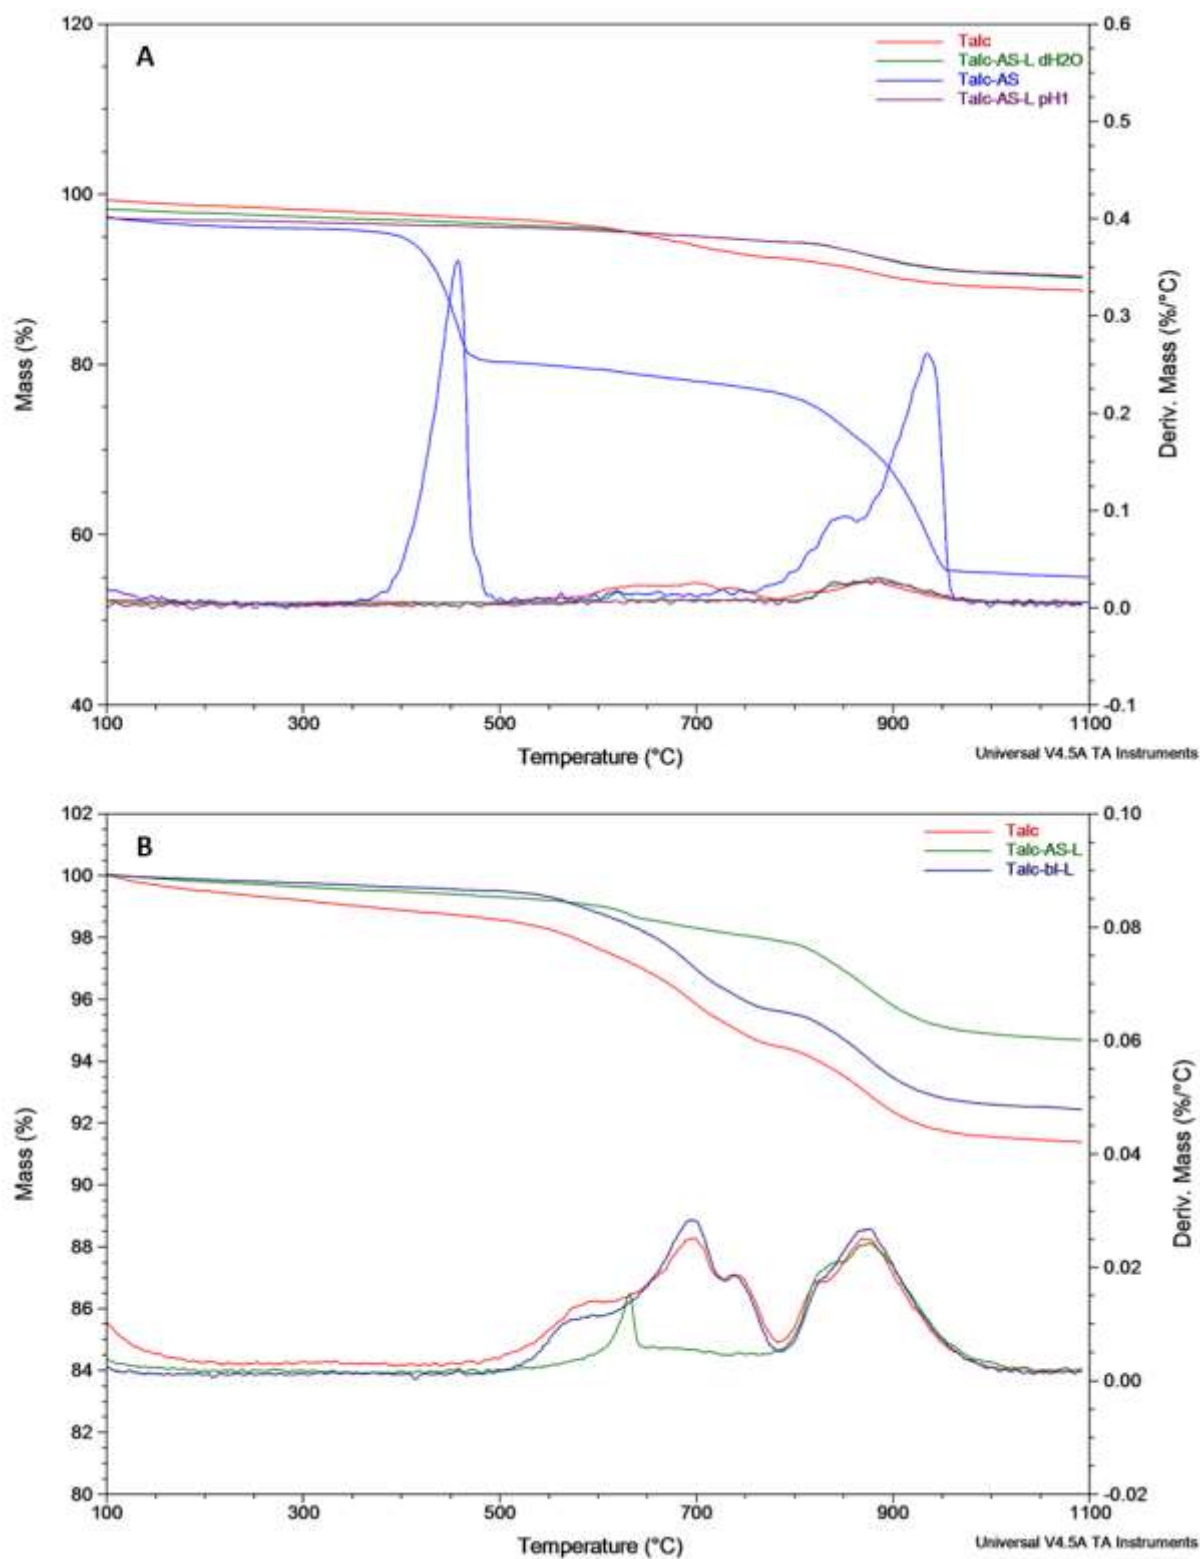 A
Talc
Talc-AS-L dH2O
Talc-AS
Talc-AS-L pH1
120
100
80
60
40
Mass (%)
0.6
0.5
0.4
0.3
0.2
0.1
0.0
-0.1
Deriv. Mass (%/°C)
100
300
500
700
900
1100
Temperature (°C)
Universal V4.5A TA Instruments
B
Talc
Talc-AS-L
Talc-bl-L
102
100
98
96
94
92
90
88
86
84
82
80
Mass (%)
0.10
0.08
0.06
0.04
0.02
0.00
-0.02
Deriv. Mass (%/°C)
100
300
500
700
900
1100
Temperature (°C)
Universal V4.5A TA Instruments